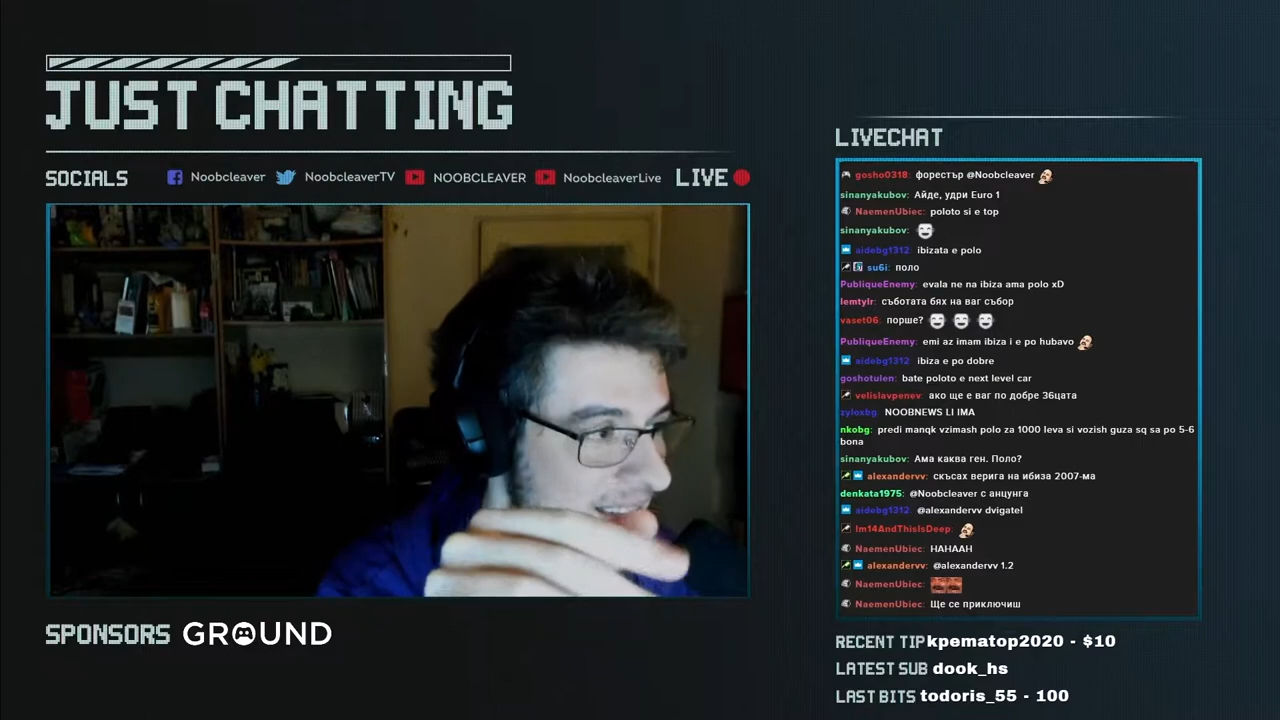 JUST CHATTING
SOCIALS Noobcleaver NoobcleaverTV NOOBCLEAVER NoobcleaverLive LIVE
SPONSORS GROUND
LIVECHAT
gosho0318: форестър @Noobcleaver
sinanyakubov: Айде, удри Euro 1
NaemenUbiec: poloto si e top
sinanyakubov:
aidebg1312 ibizata e polo
su6i: поло
PubliqueEnemy: evala ne na ibiza ama polo xD
lemtylr: съботата бях на ваг събор
vaset06: порше?
PubliqueEnemy: emi az imam ibiza i e po hubavo
aidebg1312 ibiza e po dobre
goshotulen: bate poloto e next level car
velislavpenev: ако ще е ваг по добре 36цата
zyloxbg: NOOBNEWS LI IMA
nkobg: predi manqk vzimash polo za 1000 leva si vozish guza sq sa po 5-6
bona
sinanyakubov: Ама каква ген. Поло?
alexandervv: скъсах верига на ибиза 2007-ма
denkata1975: @Noobcleaver с анцунга
aidebg1312 @alexandervv dvigatel
Im14AndThisIsDeep:
NaemenUbiec: HAHAAH
alexandervv: @alexandervv 1.2
NaemenUbiec:
NaemenUbiec: Ще се приключиш
RECENT TIP kpematop2020 - $10
LATEST SUB dook_hs
LAST BITS todoris_55 - 100